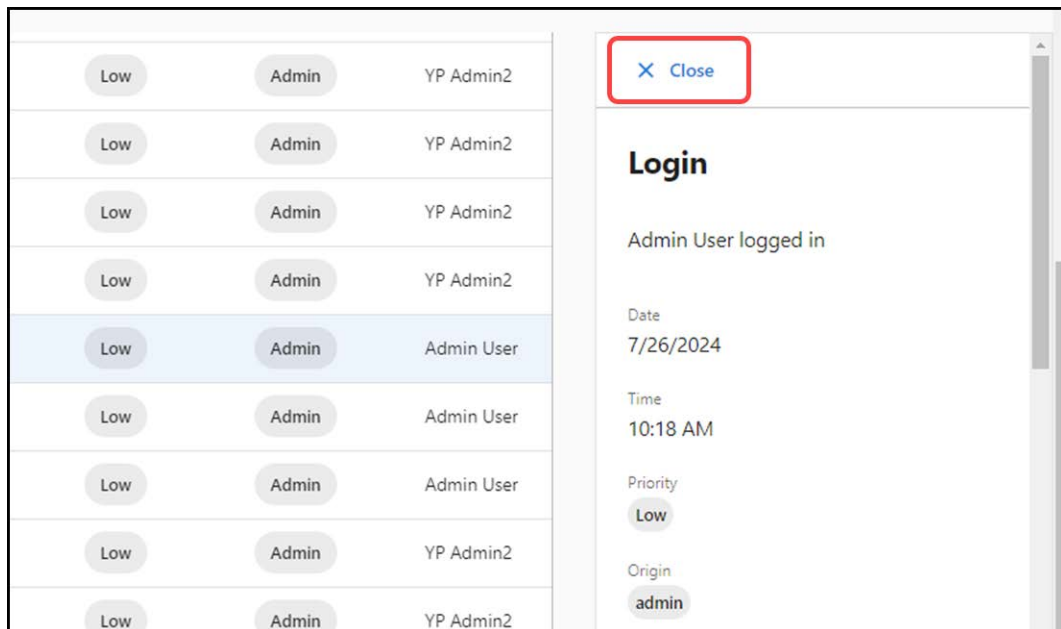 Low Admin YP Admin2
Low Admin YP Admin2
Low Admin YP Admin2
Low Admin YP Admin2
Low Admin Admin User
Low Admin Admin User
Low Admin Admin User
Low Admin YP Admin2
Low Admin YP Admin2
Close
Login
Admin User logged in
Date
7/26/2024
Time
10:18 AM
Priority
Low
Origin
admin